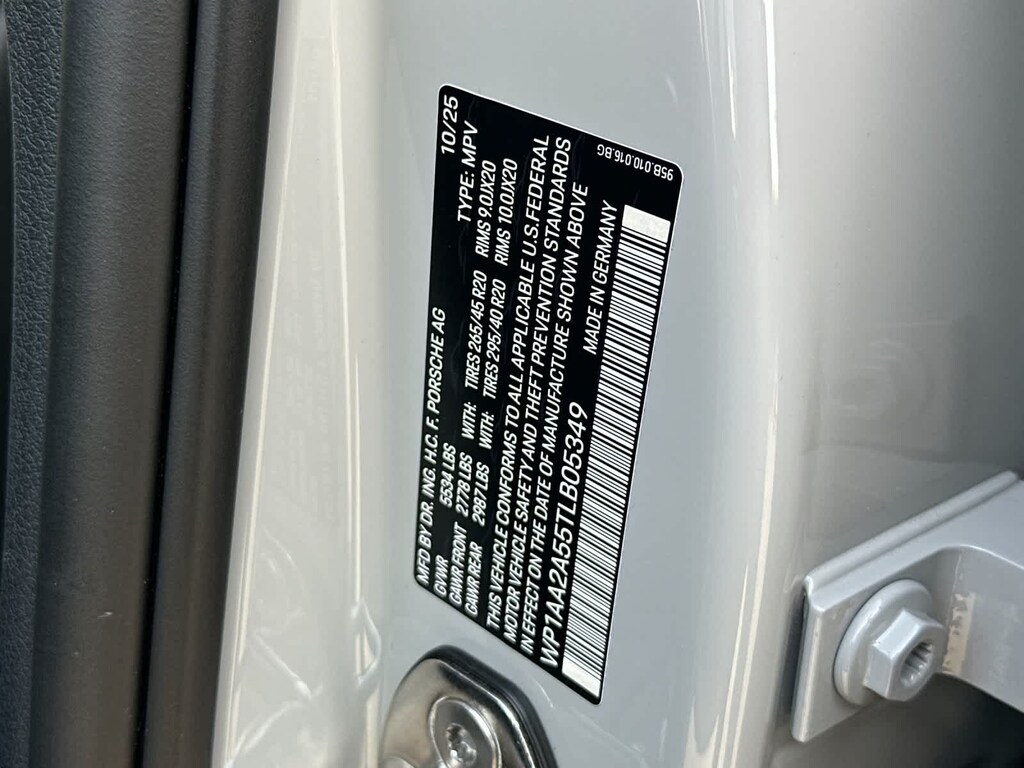 MFD BY DR. ING. H.C. F. PORSCHE AG 10/25
GVWR 5534 LBS TYPE: MPV
GAWR FRONT 2778 LBS WITH: TIRES 265/45 R20 RIMS 9.0JX20
GAWR REAR 2997 LBS WITH: TIRES 295/40 R20 RIMS 10.0JX20
THIS VEHICLE CONFORMS TO ALL APPLICABLE U.S. FEDERAL
MOTOR VEHICLE SAFETY AND THEFT PREVENTION STANDARDS
IN EFFECT ON THE DATE OF MANUFACTURE SHOWN ABOVE
WP1AA2A55TLB05349 MADE IN GERMANY
95B.010.016.BG